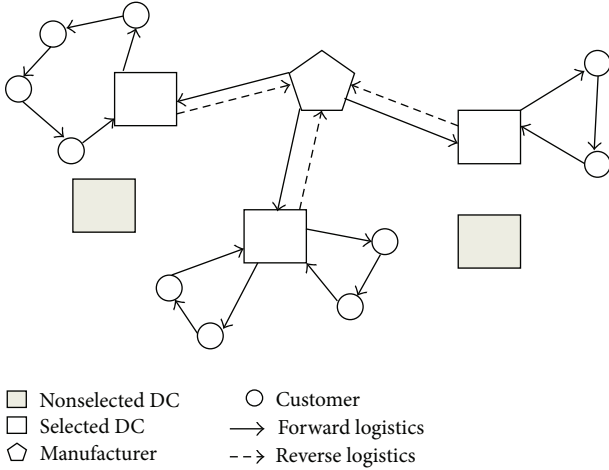 Nonselected DC
Selected DC
Manufacturer
Customer
Forward logistics
Reverse logistics